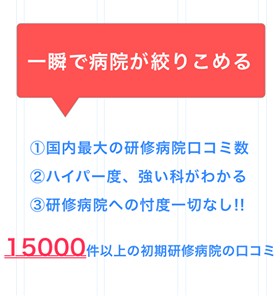 一瞬で病院が絞りこめる
①国内最大の研修病院口コミ数
②ハイパー度、強い科がわかる
③研修病院への忖度一切なし!!
15000件以上の初期研修病院の口コミ